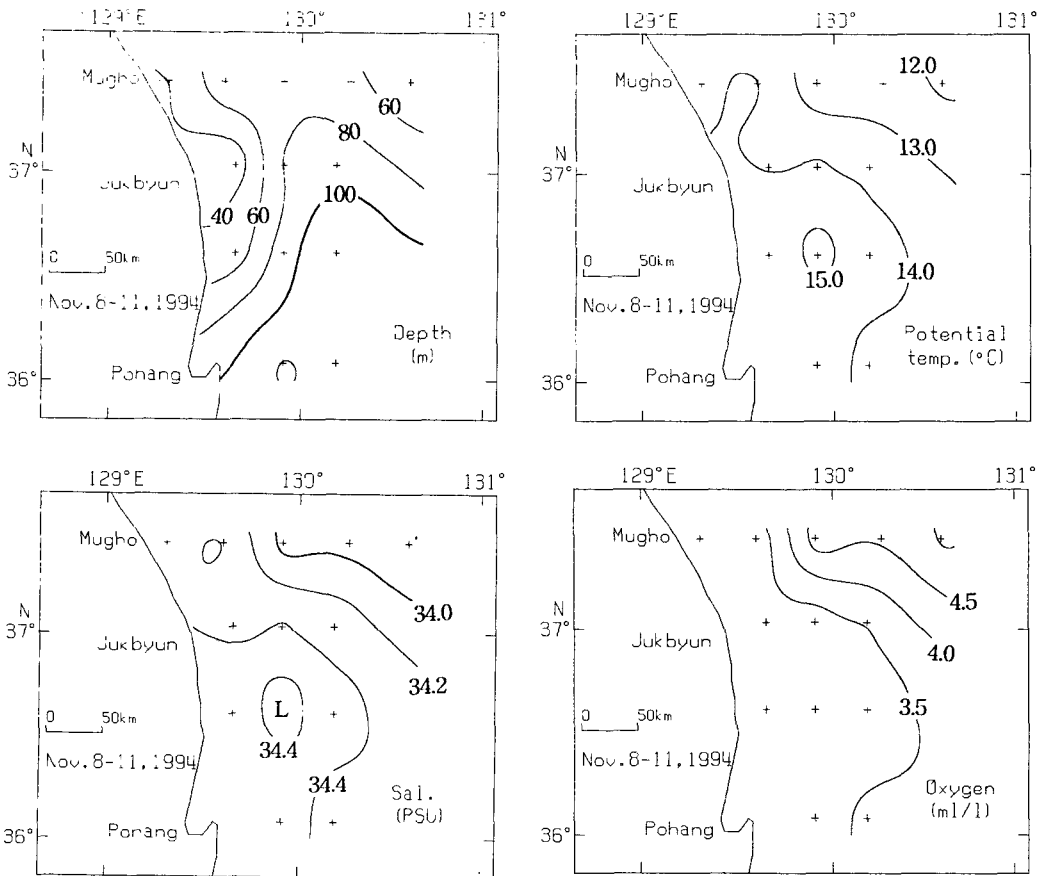 129°E 130° 131°
Mugho
60
80
N
37°
Jukbyun
100
40 60
0 50km
Nov.8-11,1994
Depth
(m)
Pohang
36°
129°E 130° 131°
12.0
Mugho
13.0
N
37°
Jukbyun
0 50km
15.0
14.0
Nov.8-11,1994
Potential
temp.(°C)
Pohang
36°
129°E 130° 131°
Mugho
34.0
N
37°
Jukbyun
34.2
L
0 50km
34.4
Nov.8-11,1994
34.4
Sal.
(PSU)
Ponang
36°
129°E 130° 131°
Mugho
4.5
N
37°
Jukbyun
4.0
3.5
0 50km
Nov.8-11,1994
Oxygen
(ml/l)
Pohang
36°